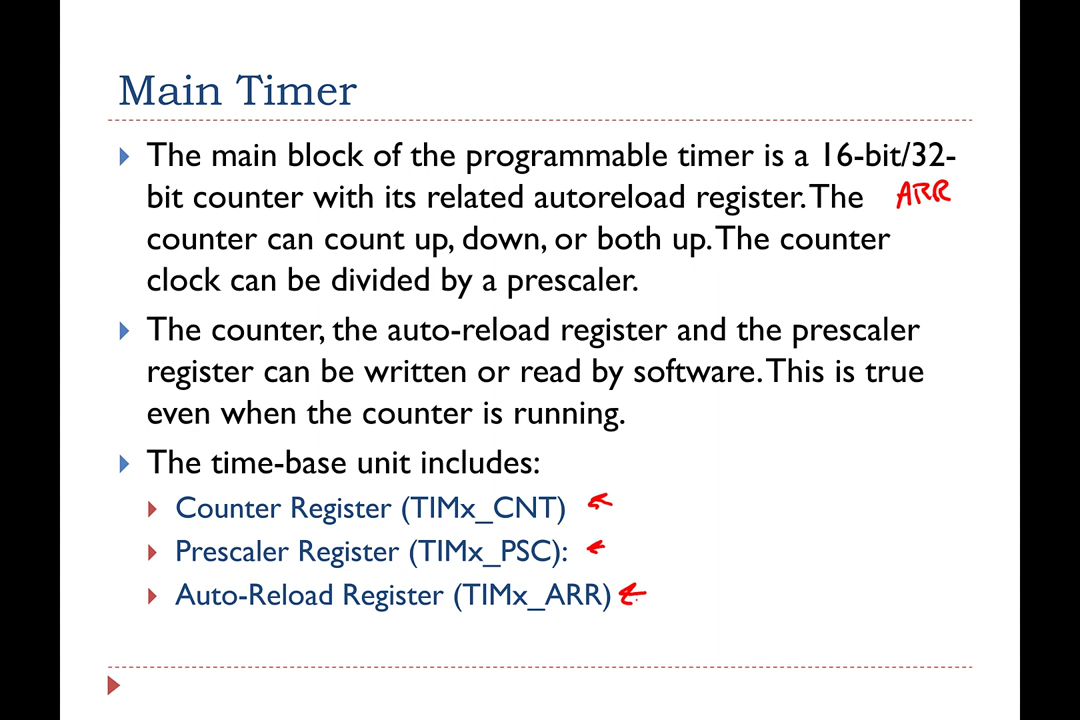 Main Timer
The main block of the programmable timer is a 16-bit/32-
bit counter with its related autoreload register. The ARR
counter can count up, down, or both up. The counter
clock can be divided by a prescaler.
The counter, the auto-reload register and the prescaler
register can be written or read by software. This is true
even when the counter is running.
The time-base unit includes:
Counter Register (TIMx_CNT)
Prescaler Register (TIMx_PSC):
Auto-Reload Register (TIMx_ARR)